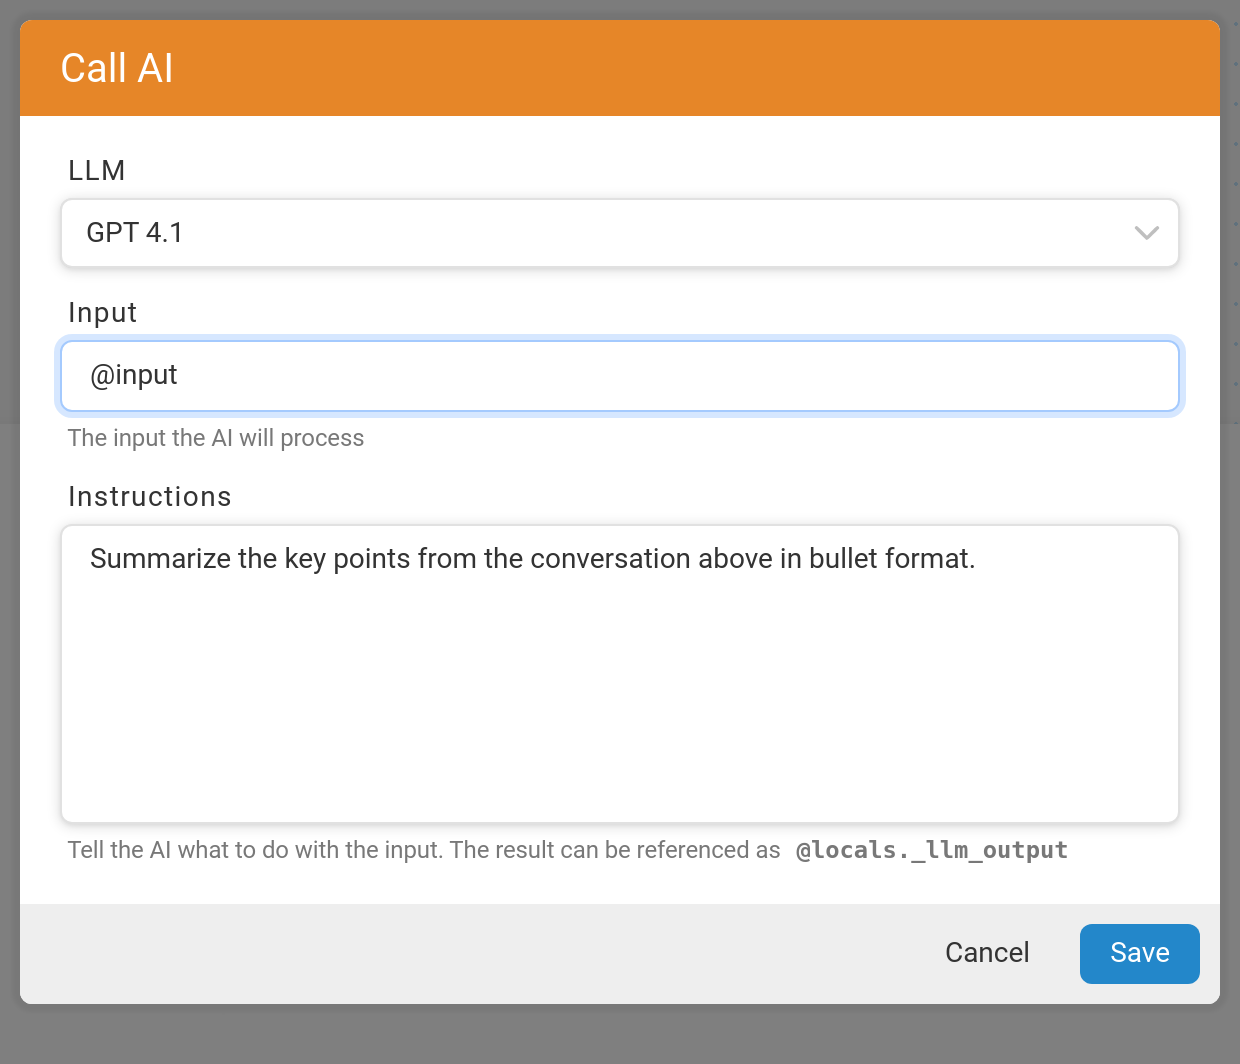 Call AI
LLM
GPT 4.1
Input
@input
The input the AI will process
Instructions
Summarize the key points from the conversation above in bullet format.
Tell the AI what to do with the input. The result can be referenced as @locals._llm_output
Cancel
Save